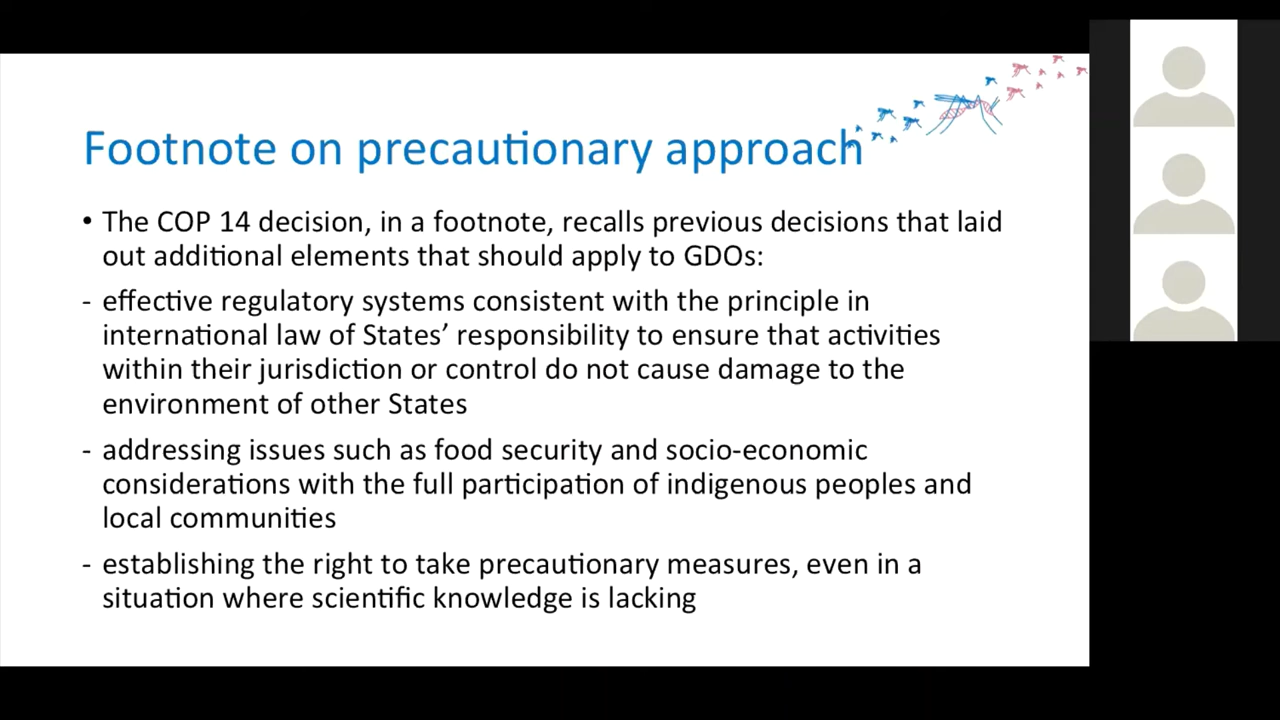 Footnote on precautionary approach
• The COP 14 decision, in a footnote, recalls previous decisions that laid
out additional elements that should apply to GDOs:
- effective regulatory systems consistent with the principle in
international law of States’ responsibility to ensure that activities
within their jurisdiction or control do not cause damage to the
environment of other States
- addressing issues such as food security and socio-economic
considerations with the full participation of indigenous peoples and
local communities
- establishing the right to take precautionary measures, even in a
situation where scientific knowledge is lacking